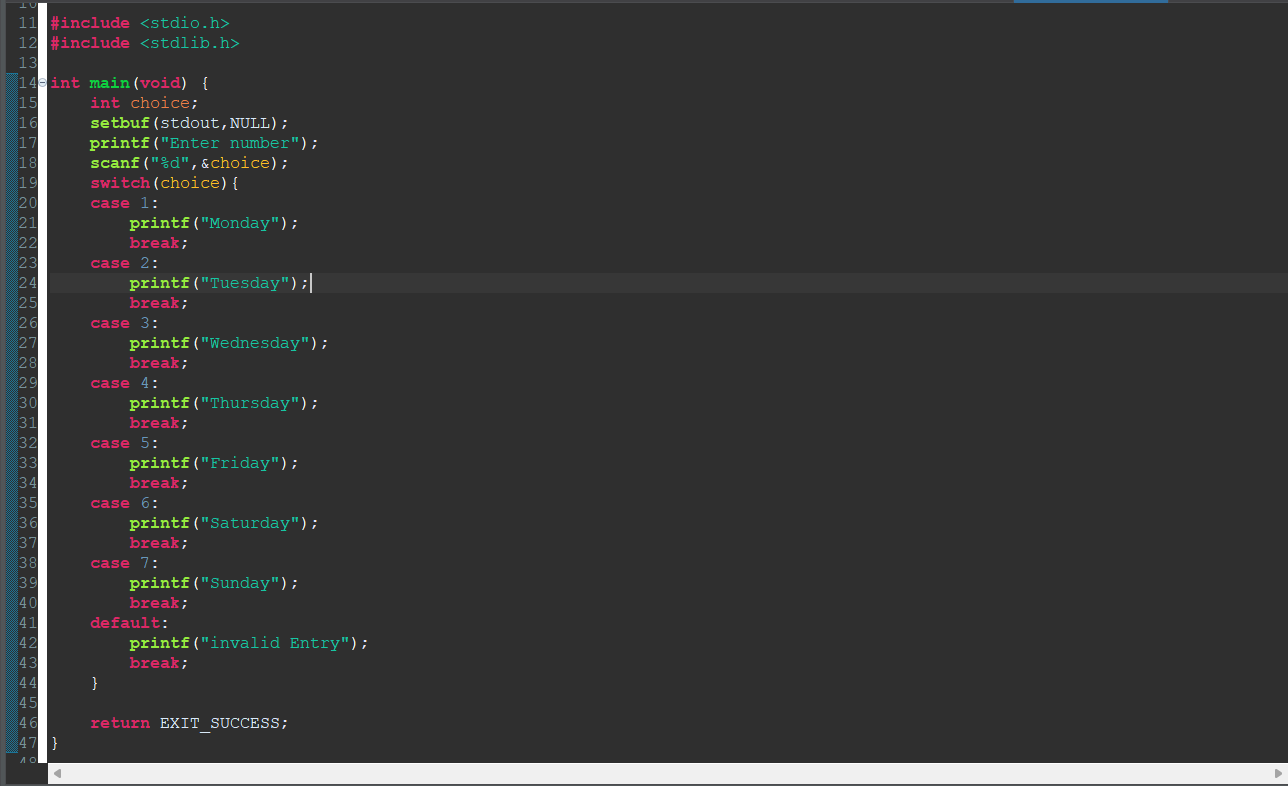 11 #include <stdio.h>
12 #include <stdlib.h>
13
14 int main(void) {
15     int choice;
16     setbuf(stdout,NULL);
17     printf("Enter number");
18     scanf("%d",&choice);
19     switch(choice){
20     case 1:
21         printf("Monday");
22         break;
23     case 2:
24         printf("Tuesday");
25         break;
26     case 3:
27         printf("Wednesday");
28         break;
29     case 4:
30         printf("Thursday");
31         break;
32     case 5:
33         printf("Friday");
34         break;
35     case 6:
36         printf("Saturday");
37         break;
38     case 7:
39         printf("Sunday");
40         break;
41     default:
42         printf("invalid Entry");
43         break;
44     }
45
46     return EXIT_SUCCESS;
47 }